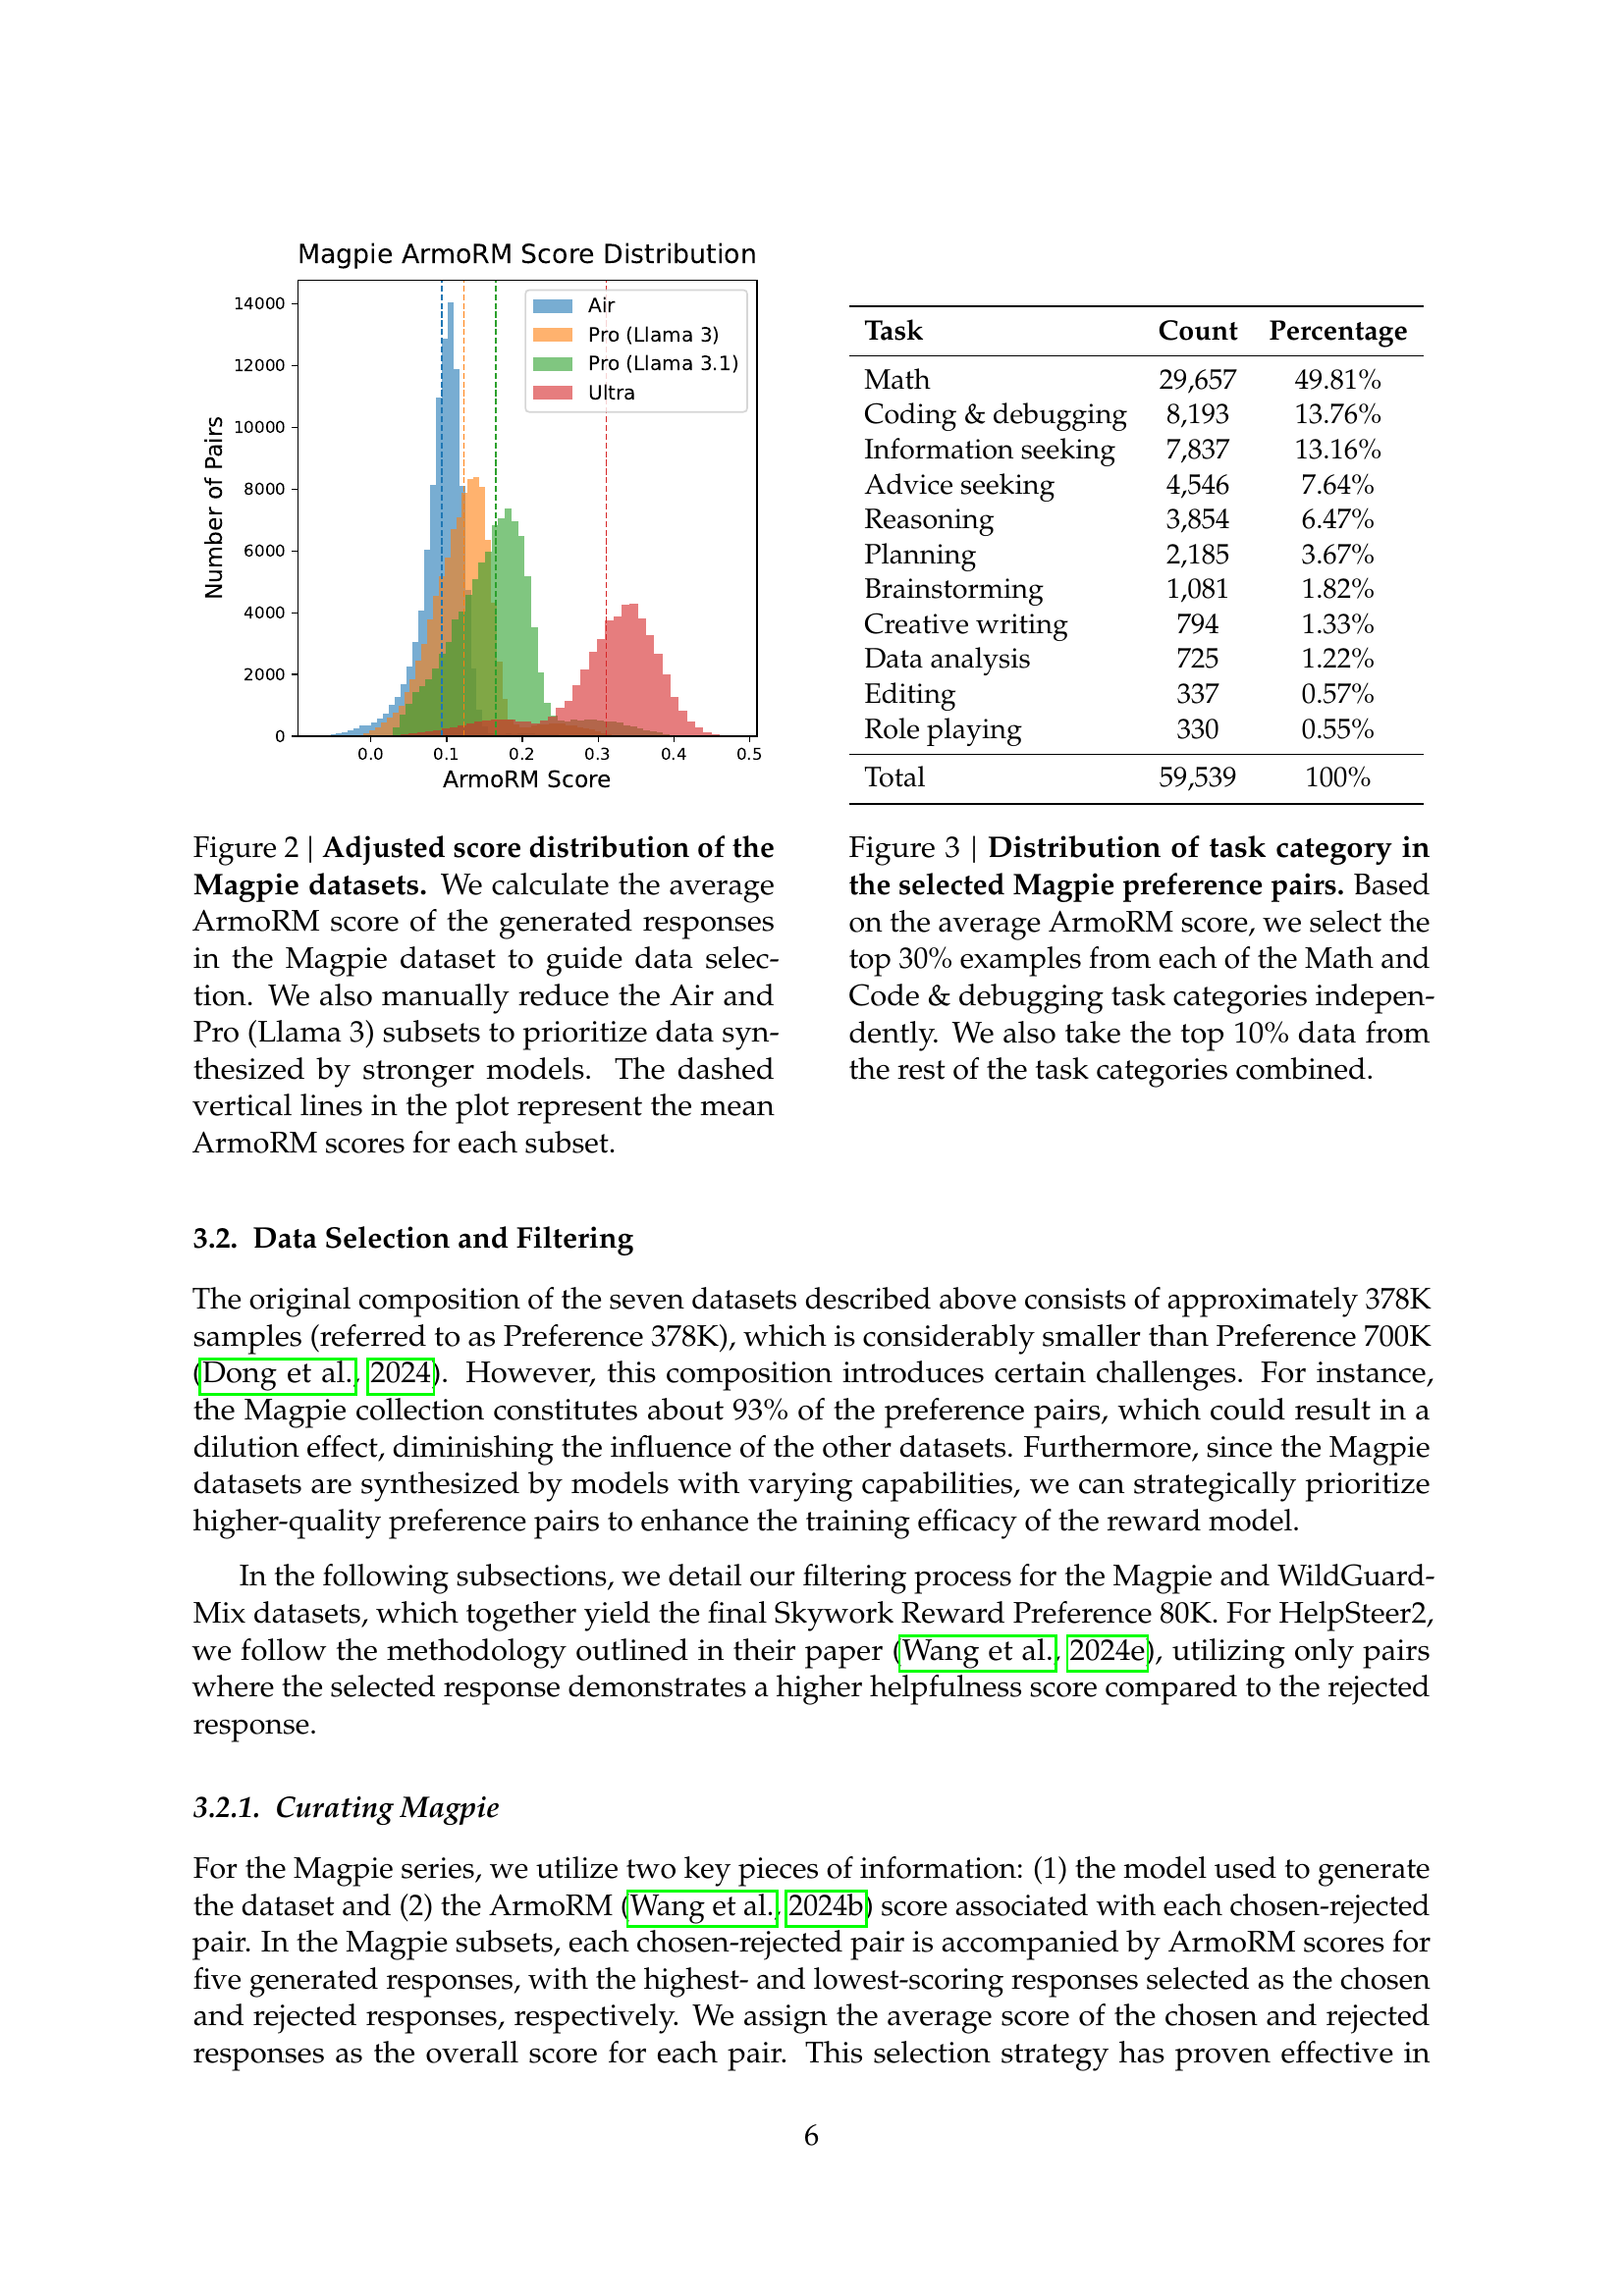 Magpie ArmoRM Score Distribution
14000
12000
10000
8000
6000
4000
2000
0
Number of Pairs
Air
Pro (Llama 3)
Pro (Llama 3.1)
Ultra
0.0 0.1 0.2 0.3 0.4 0.5
ArmoRM Score
Task Count Percentage
Math 29,657 49.81%
Coding & debugging 8,193 13.76%
Information seeking 7,837 13.16%
Advice seeking 4,546 7.64%
Reasoning 3,854 6.47%
Planning 2,185 3.67%
Brainstorming 1,081 1.82%
Creative writing 794 1.33%
Data analysis 725 1.22%
Editing 337 0.57%
Role playing 330 0.55%
Total 59,539 100%
Figure 2 | Adjusted score distribution of the
Magpie datasets. We calculate the average
ArmoRM score of the generated responses
in the Magpie dataset to guide data selec-
tion. We also manually reduce the Air and
Pro (Llama 3) subsets to prioritize data syn-
thesized by stronger models. The dashed
vertical lines in the plot represent the mean
ArmoRM scores for each subset.
Figure 3 | Distribution of task category in
the selected Magpie preference pairs. Based
on the average ArmoRM score, we select the
top 30% examples from each of the Math and
Code & debugging task categories indepen-
dently. We also take the top 10% data from
the rest of the task categories combined.
3.2. Data Selection and Filtering
The original composition of the seven datasets described above consists of approximately 378K
samples (referred to as Preference 378K), which is considerably smaller than Preference 700K
(Dong et al., 2024). However, this composition introduces certain challenges. For instance,
the Magpie collection constitutes about 93% of the preference pairs, which could result in a
dilution effect, diminishing the influence of the other datasets. Furthermore, since the Magpie
datasets are synthesized by models with varying capabilities, we can strategically prioritize
higher-quality preference pairs to enhance the training efficacy of the reward model.
In the following subsections, we detail our filtering process for the Magpie and WildGuard-
Mix datasets, which together yield the final Skywork Reward Preference 80K. For HelpSteer2,
we follow the methodology outlined in their paper (Wang et al., 2024e), utilizing only pairs
where the selected response demonstrates a higher helpfulness score compared to the rejected
response.
3.2.1. Curating Magpie
For the Magpie series, we utilize two key pieces of information: (1) the model used to generate
the dataset and (2) the ArmoRM (Wang et al., 2024b) score associated with each chosen-rejected
pair. In the Magpie subsets, each chosen-rejected pair is accompanied by ArmoRM scores for
five generated responses, with the highest- and lowest-scoring responses selected as the chosen
and rejected responses, respectively. We assign the average score of the chosen and rejected
responses as the overall score for each pair. This selection strategy has proven effective in
6